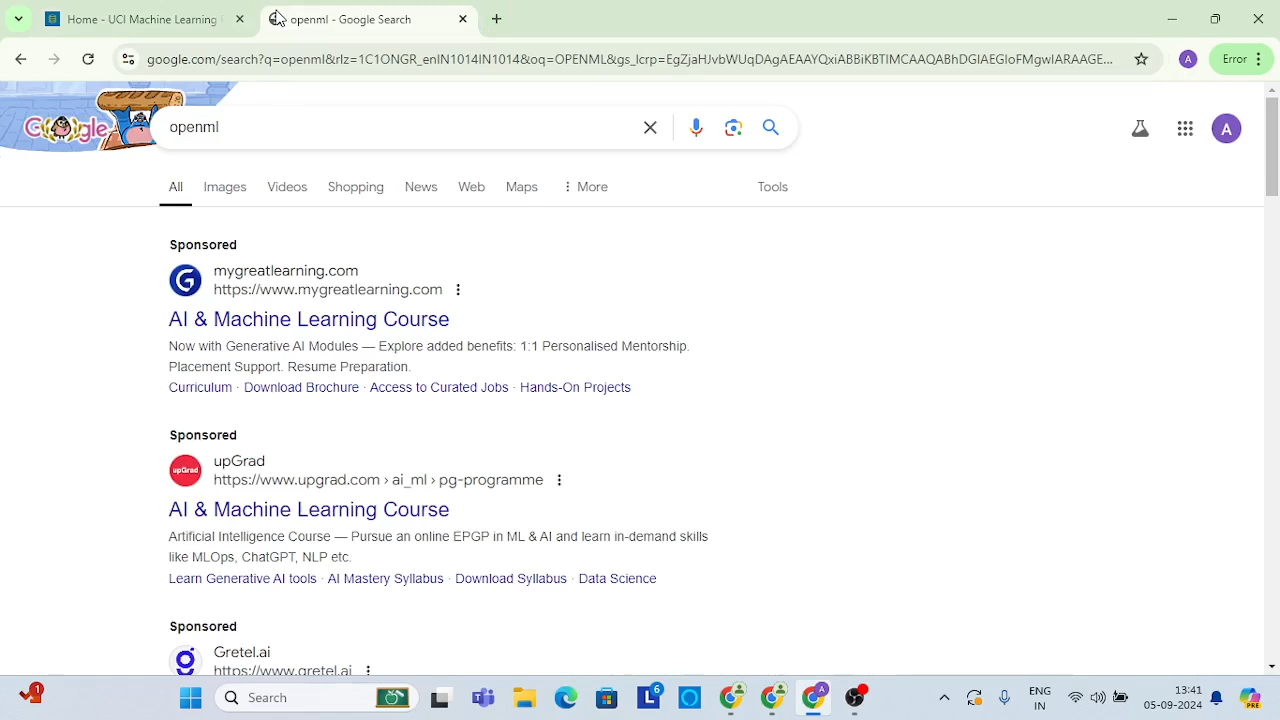 Home - UCI Machine Learning
openml - Google Search
google.com/search?q=openml&rlz=1C1ONGR_enIN1014IN1014&oq=OPENML&gs_lcrp=EgZjaHJvbWUqDAgAEAAYQxiABBiKBTIMCAAQABhDGIAEGIoFMgwIARAAGE...
A
Error
Google
openml
A
All
Images
Videos
Shopping
News
Web
Maps
More
Tools
Sponsored
G
mygreatlearning.com
https://www.mygreatlearning.com
AI & Machine Learning Course
Now with Generative AI Modules — Explore added benefits: 1:1 Personalised Mentorship.
Placement Support. Resume Preparation.
Curriculum · Download Brochure · Access to Curated Jobs · Hands-On Projects
Sponsored
upGrad
upGrad
https://www.upgrad.com › ai_ml › pg-programme
AI & Machine Learning Course
Artificial Intelligence Course — Pursue an online EPGP in ML & AI and learn in-demand skills
like MLOps, ChatGPT, NLP etc.
Learn Generative AI tools · AI Mastery Syllabus · Download Syllabus · Data Science
Sponsored
Gretel.ai
https://www.gretel.ai
1
Search
L
6
A
ENG
IN
13:41
05-09-2024
PRE